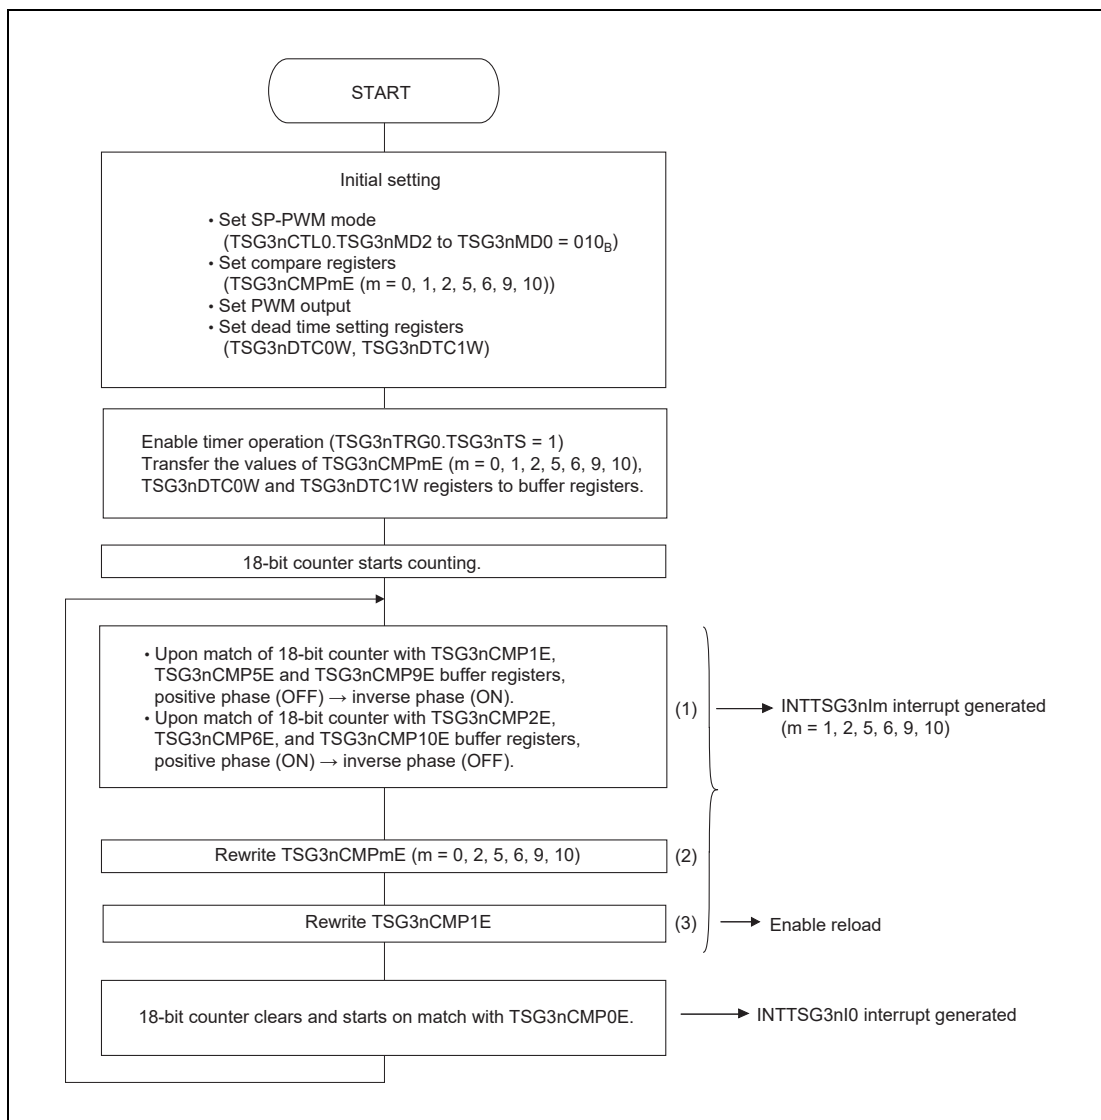 START
Initial setting
• Set SP-PWM mode
(TSG3nCTL0.TSG3nMD2 to TSG3nMD0 = 010B)
• Set compare registers
(TSG3nCMPmE (m = 0, 1, 2, 5, 6, 9, 10))
• Set PWM output
• Set dead time setting registers
(TSG3nDTC0W, TSG3nDTC1W)
Enable timer operation (TSG3nTRG0.TSG3nTS = 1)
Transfer the values of TSG3nCMPmE (m = 0, 1, 2, 5, 6, 9, 10),
TSG3nDTC0W and TSG3nDTC1W registers to buffer registers.
18-bit counter starts counting.
• Upon match of 18-bit counter with TSG3nCMP1E,
TSG3nCMP5E and TSG3nCMP9E buffer registers,
positive phase (OFF) → inverse phase (ON).
• Upon match of 18-bit counter with TSG3nCMP2E,
TSG3nCMP6E, and TSG3nCMP10E buffer registers,
positive phase (ON) → inverse phase (OFF).
(1)
INTTSG3nIm interrupt generated
(m = 1, 2, 5, 6, 9, 10)
Rewrite TSG3nCMPmE (m = 0, 2, 5, 6, 9, 10)
(2)
Rewrite TSG3nCMP1E
(3)
Enable reload
18-bit counter clears and starts on match with TSG3nCMP0E.
INTTSG3nI0 interrupt generated